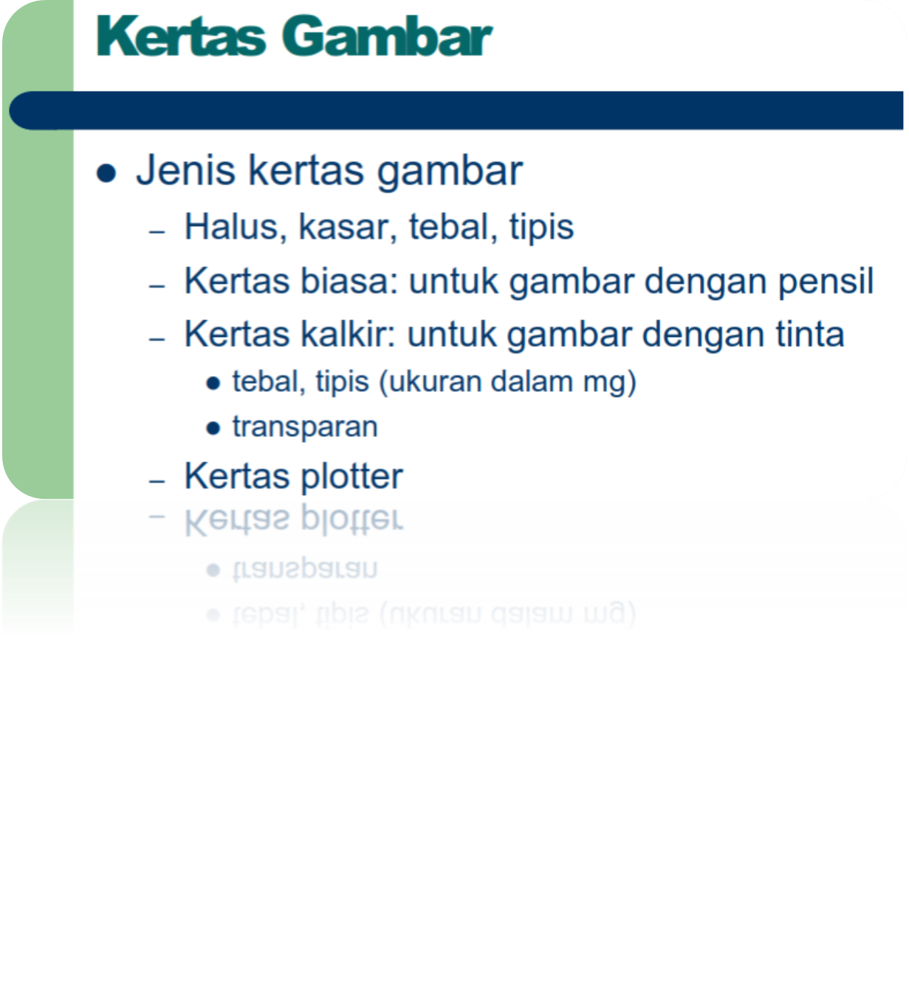 Kertas Gambar
● Jenis kertas gambar
– Halus, kasar, tebal, tipis
– Kertas biasa: untuk gambar dengan pensil
– Kertas kalkir: untuk gambar dengan tinta
● tebal, tipis (ukuran dalam mg)
● transparan
– Kertas plotter